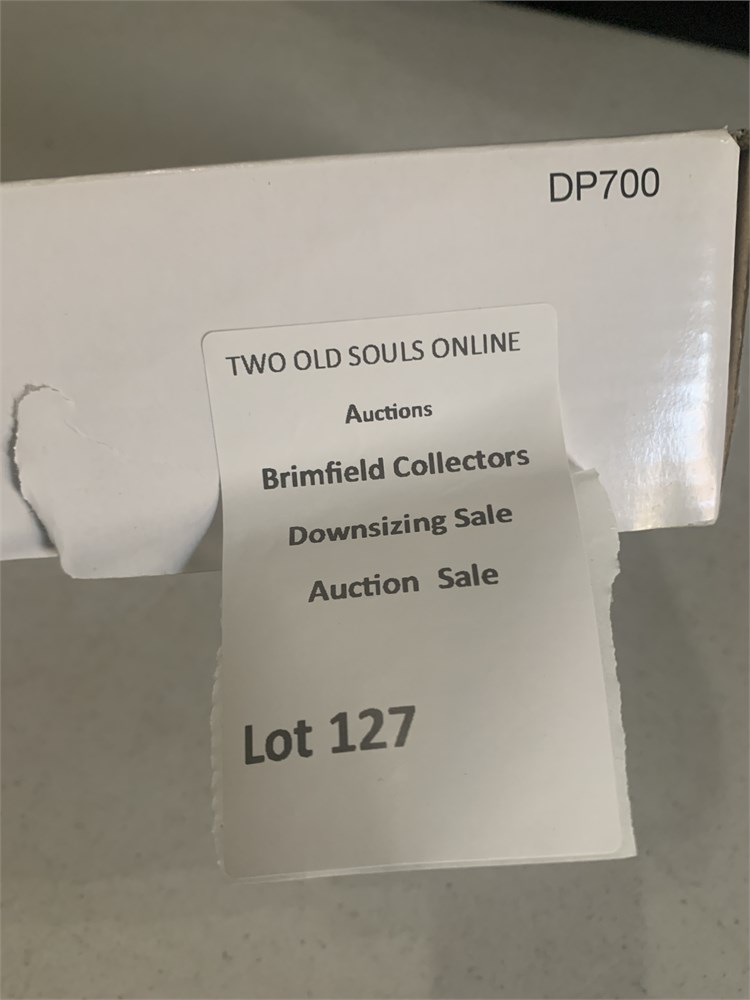 DP700
TWO OLD SOULS ONLINE
Auctions
Brimfield Collectors
Downsizing Sale
Auction Sale
Lot 127